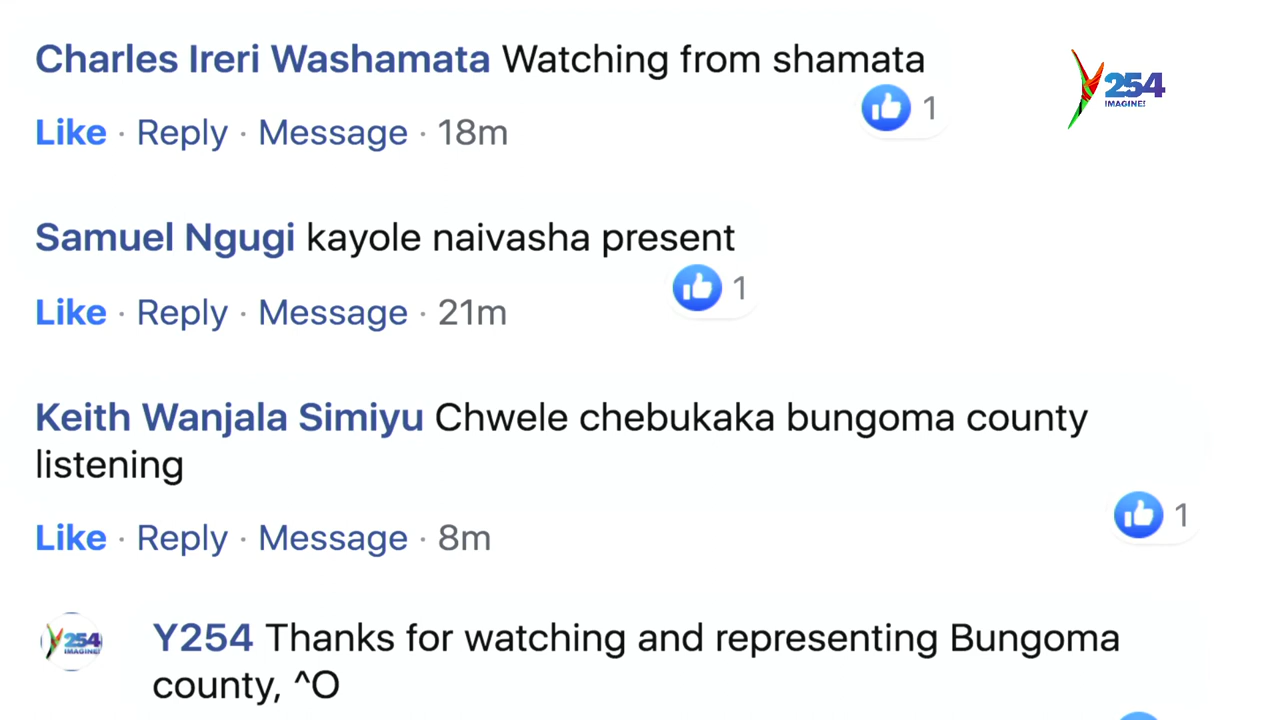 Charles Ireri Washamata Watching from shamata
Y254
IMAGINE!
Like · Reply · Message · 18m
1
Samuel Ngugi kayole naivasha present
1
Like · Reply · Message · 21m
Keith Wanjala Simiyu Chwele chebukaka bungoma county
listening
1
Like · Reply · Message · 8m
Y254
IMAGINE!
Y254 Thanks for watching and representing Bungoma
county, ^O